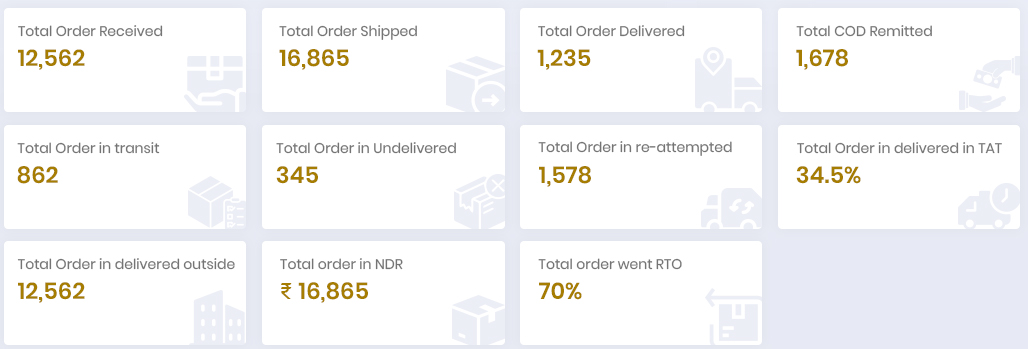 Total Order Received
12,562
Total Order Shipped
16,865
Total Order Delivered
1,235
Total COD Remitted
1,678
Total Order in transit
862
Total Order in Undelivered
345
Total Order in re-attempted
1,578
Total Order in delivered in TAT
34.5%
Total Order in delivered outside
12,562
Total order in NDR
₹ 16,865
Total order went RTO
70%